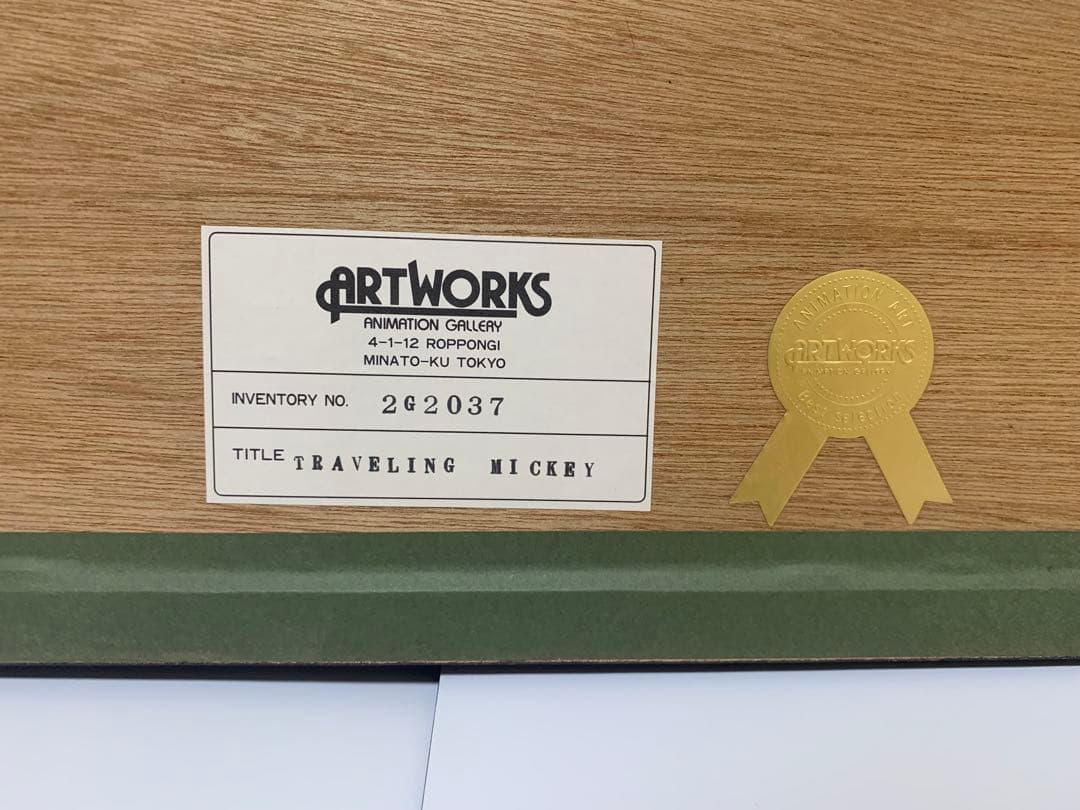 ARTWORKS
ANIMATION GALLERY
4-1-12 ROPPONGI
MINATO-KU TOKYO
INVENTORY NO. 2G2037
TITLE TRAVELING MICKEY
ANIMATION ART
ARTWORKS
ANIMATION GALLERY
Best Selection